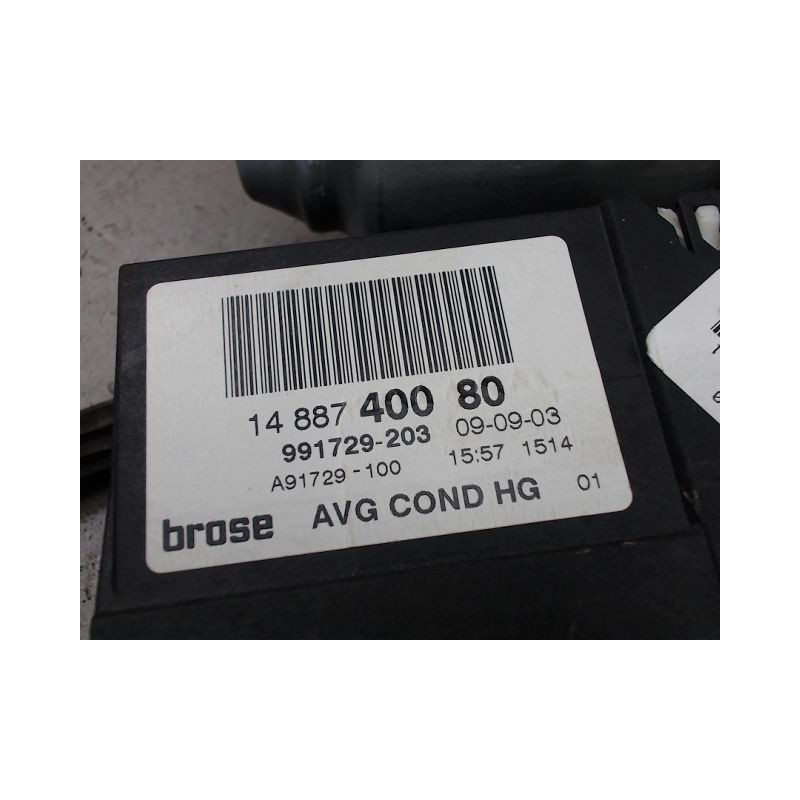 14 887 400 80
991729-203 09-09-03
A91729-100 15:57 1514
brose AVG COND HG 01